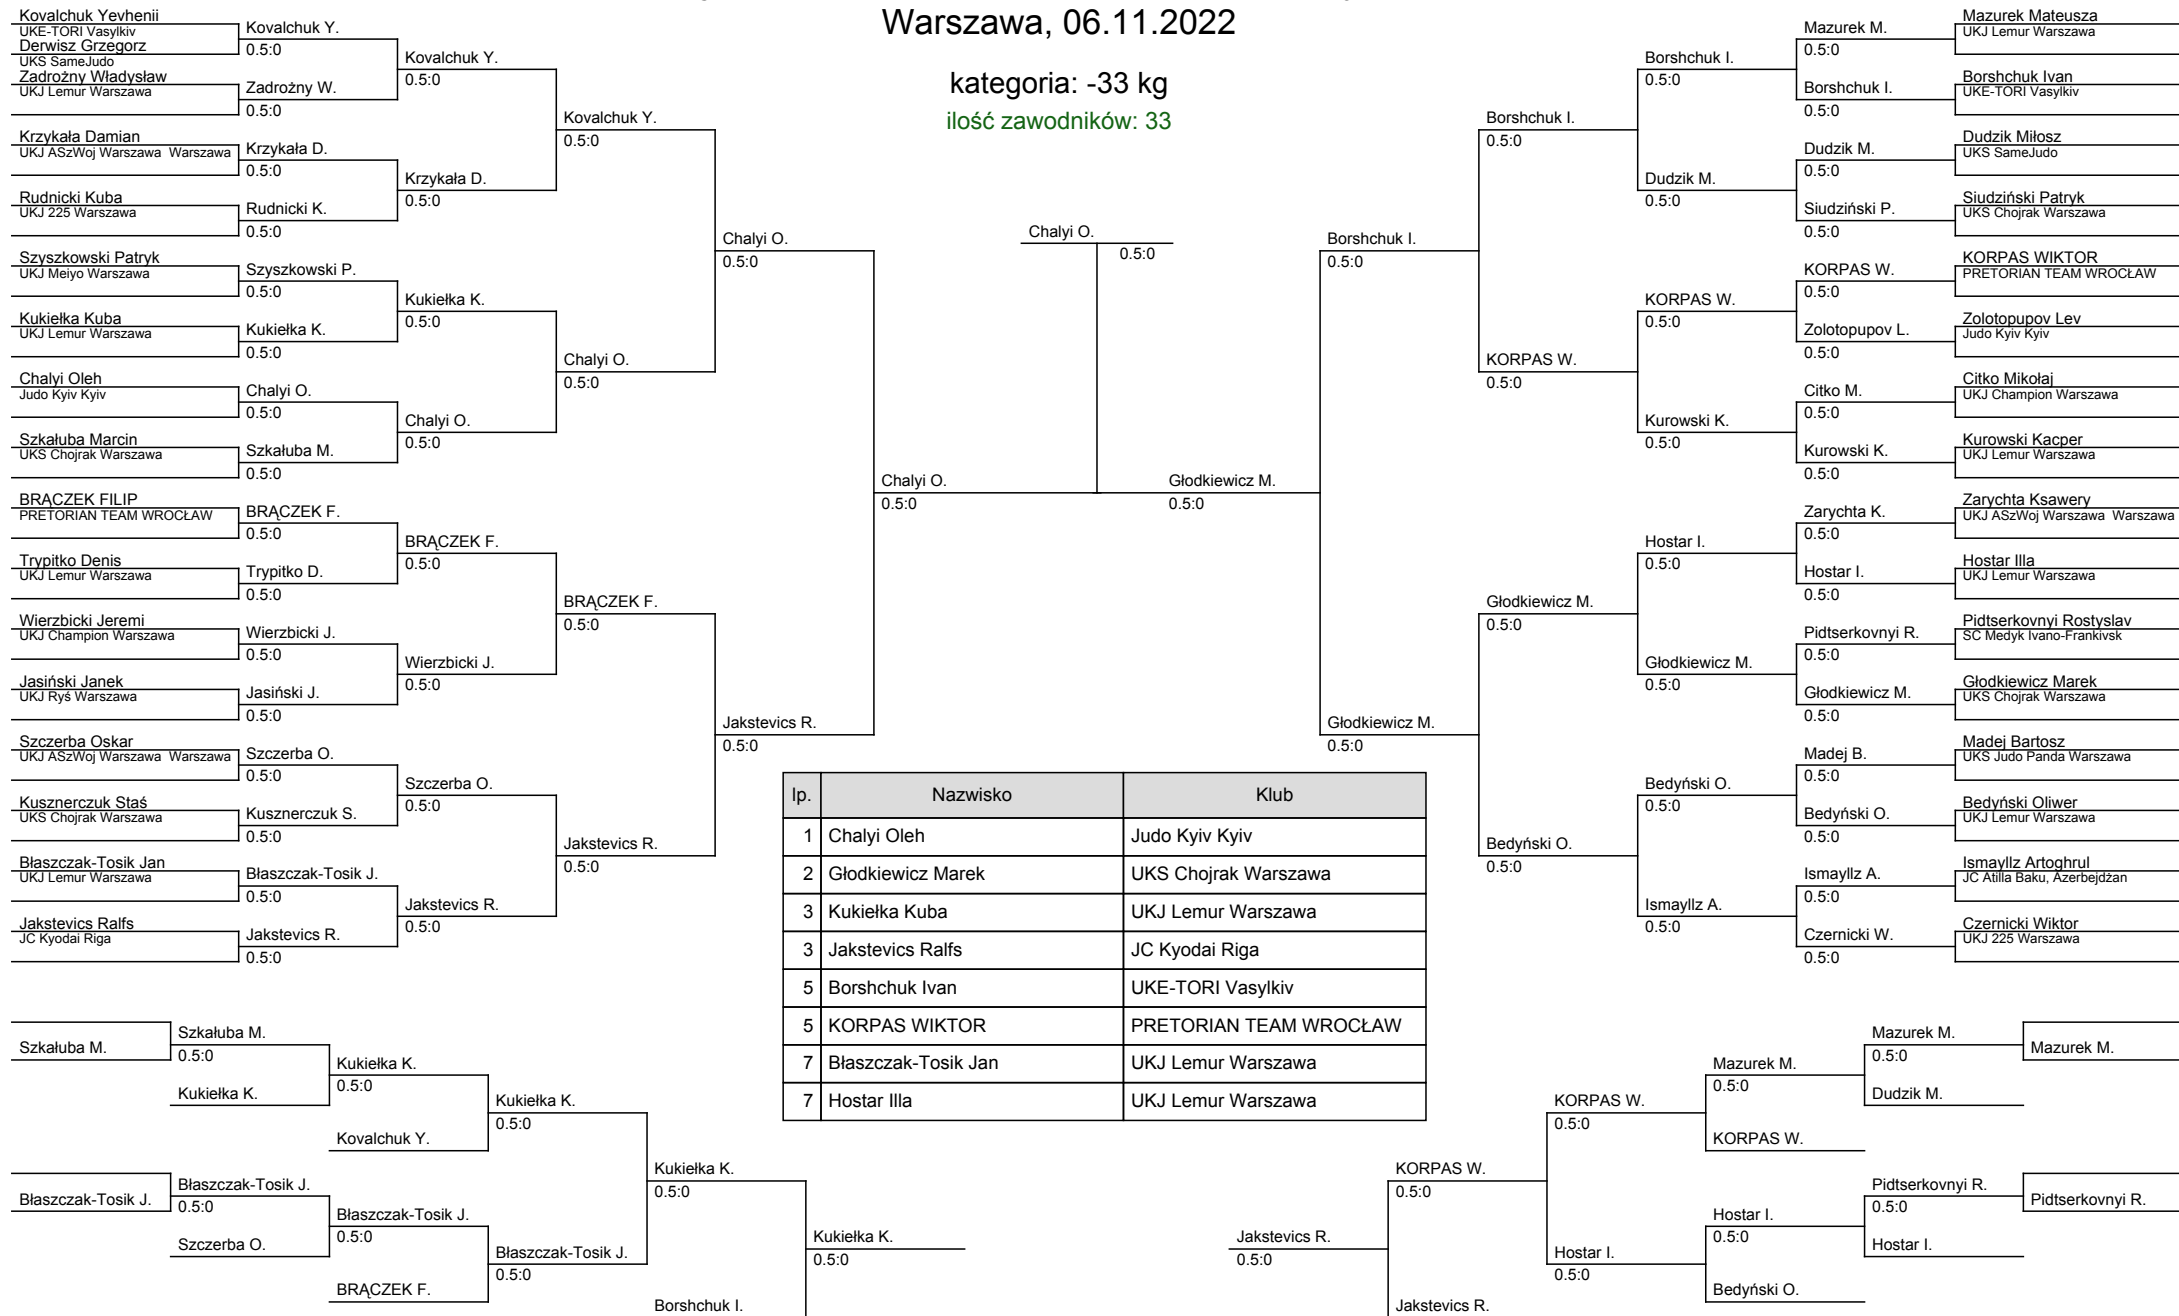 Warszawa, 06.11.2022
kategoria: -33 kg
ilość zawodników: 33
Kovalchuk Yevhenii
UKE-TORI Vasylkiv
Derwisz Grzegorz
UKS SameJudo
Zadrożny Władysław
UKJ Lemur Warszawa
Krzykała Damian
UKJ ASzWoj Warszawa Warszawa
Rudnicki Kuba
UKJ 225 Warszawa
Szyszkowski Patryk
UKJ Meiyo Warszawa
Kukiełka Kuba
UKJ Lemur Warszawa
Chalyi Oleh
Judo Kyiv Kyiv
Szkałuba Marcin
UKS Chojrak Warszawa
BRĄCZEK FILIP
PRETORIAN TEAM WROCŁAW
Trypitko Denis
UKJ Lemur Warszawa
Wierzbicki Jeremi
UKJ Champion Warszawa
Jasiński Janek
UKJ Ryś Warszawa
Szczerba Oskar
UKJ ASzWoj Warszawa Warszawa
Kusznerczuk Staś
UKS Chojrak Warszawa
Błaszczak-Tosik Jan
UKJ Lemur Warszawa
Jakstevics Ralfs
JC Kyodai Riga
Kovalchuk Y.
0.5:0
Zadrożny W.
0.5:0
Krzykała D.
0.5:0
Rudnicki K.
0.5:0
Szyszkowski P.
0.5:0
Kukiełka K.
0.5:0
Chalyi O.
0.5:0
Szkałuba M.
0.5:0
BRĄCZEK F.
0.5:0
Trypitko D.
0.5:0
Wierzbicki J.
0.5:0
Jasiński J.
0.5:0
Szczerba O.
0.5:0
Kusznerczuk S.
0.5:0
Błaszczak-Tosik J.
0.5:0
Jakstevics R.
0.5:0
Kovalchuk Y.
0.5:0
Krzykała D.
0.5:0
Kukiełka K.
0.5:0
Chalyi O.
0.5:0
BRĄCZEK F.
0.5:0
Wierzbicki J.
0.5:0
Szczerba O.
0.5:0
Jakstevics R.
0.5:0
Kovalchuk Y.
0.5:0
Chalyi O.
0.5:0
BRĄCZEK F.
0.5:0
Jakstevics R.
0.5:0
Chalyi O.
0.5:0
Jakstevics R.
0.5:0
Chalyi O.
0.5:0
Chalyi O.
0.5:0
Głodkiewicz M.
0.5:0
Borshchuk I.
0.5:0
Głodkiewicz M.
0.5:0
Borshchuk I.
0.5:0
KORPAS W.
0.5:0
Głodkiewicz M.
0.5:0
Bedyński O.
0.5:0
Borshchuk I.
0.5:0
Dudzik M.
0.5:0
KORPAS W.
0.5:0
Kurowski K.
0.5:0
Hostar I.
0.5:0
Głodkiewicz M.
0.5:0
Bedyński O.
0.5:0
Ismayllz A.
0.5:0
Mazurek M.
0.5:0
Borshchuk I.
0.5:0
Dudzik M.
0.5:0
Siudziński P.
0.5:0
KORPAS W.
0.5:0
Zolotopupov L.
0.5:0
Citko M.
0.5:0
Kurowski K.
0.5:0
Zarychta K.
0.5:0
Hostar I.
0.5:0
Pidtserkovnyi R.
0.5:0
Głodkiewicz M.
0.5:0
Madej B.
0.5:0
Bedyński O.
0.5:0
Ismayllz A.
0.5:0
Czernicki W.
0.5:0
Mazurek Mateusza
UKJ Lemur Warszawa
Borshchuk Ivan
UKE-TORI Vasylkiv
Dudzik Miłosz
UKS SameJudo
Siudziński Patryk
UKS Chojrak Warszawa
KORPAS WIKTOR
PRETORIAN TEAM WROCŁAW
Zolotopupov Lev
Judo Kyiv Kyiv
Citko Mikołaj
UKJ Champion Warszawa
Kurowski Kacper
UKJ Lemur Warszawa
Zarychta Ksawery
UKJ ASzWoj Warszawa Warszawa
Hostar Illa
UKJ Lemur Warszawa
Pidtserkovnyi Rostyslav
SC Medyk Ivano-Frankivsk
Głodkiewicz Marek
UKS Chojrak Warszawa
Madej Bartosz
UKS Judo Panda Warszawa
Bedyński Oliwer
UKJ Lemur Warszawa
Ismayllz Artoghrul
JC Atilla Baku, Azerbejdżan
Czernicki Wiktor
UKJ 225 Warszawa
lp. Nazwisko Klub
1 Chalyi Oleh Judo Kyiv Kyiv
2 Głodkiewicz Marek UKS Chojrak Warszawa
3 Kukiełka Kuba UKJ Lemur Warszawa
3 Jakstevics Ralfs JC Kyodai Riga
5 Borshchuk Ivan UKE-TORI Vasylkiv
5 KORPAS WIKTOR PRETORIAN TEAM WROCŁAW
7 Błaszczak-Tosik Jan UKJ Lemur Warszawa
7 Hostar Illa UKJ Lemur Warszawa
Szkałuba M.
Błaszczak-Tosik J.
Szkałuba M.
0.5:0
Kukiełka K.
Błaszczak-Tosik J.
0.5:0
Szczerba O.
Kukiełka K.
0.5:0
Kovalchuk Y.
Błaszczak-Tosik J.
0.5:0
BRĄCZEK F.
Kukiełka K.
0.5:0
Błaszczak-Tosik J.
0.5:0
Kukiełka K.
0.5:0
Borshchuk I.
Kukiełka K.
0.5:0
Jakstevics R.
0.5:0
KORPAS W.
0.5:0
Jakstevics R.
KORPAS W.
0.5:0
Hostar I.
0.5:0
Mazurek M.
0.5:0
KORPAS W.
Hostar I.
0.5:0
Bedyński O.
Mazurek M.
0.5:0
Dudzik M.
Pidtserkovnyi R.
0.5:0
Hostar I.
Mazurek M.
Pidtserkovnyi R.